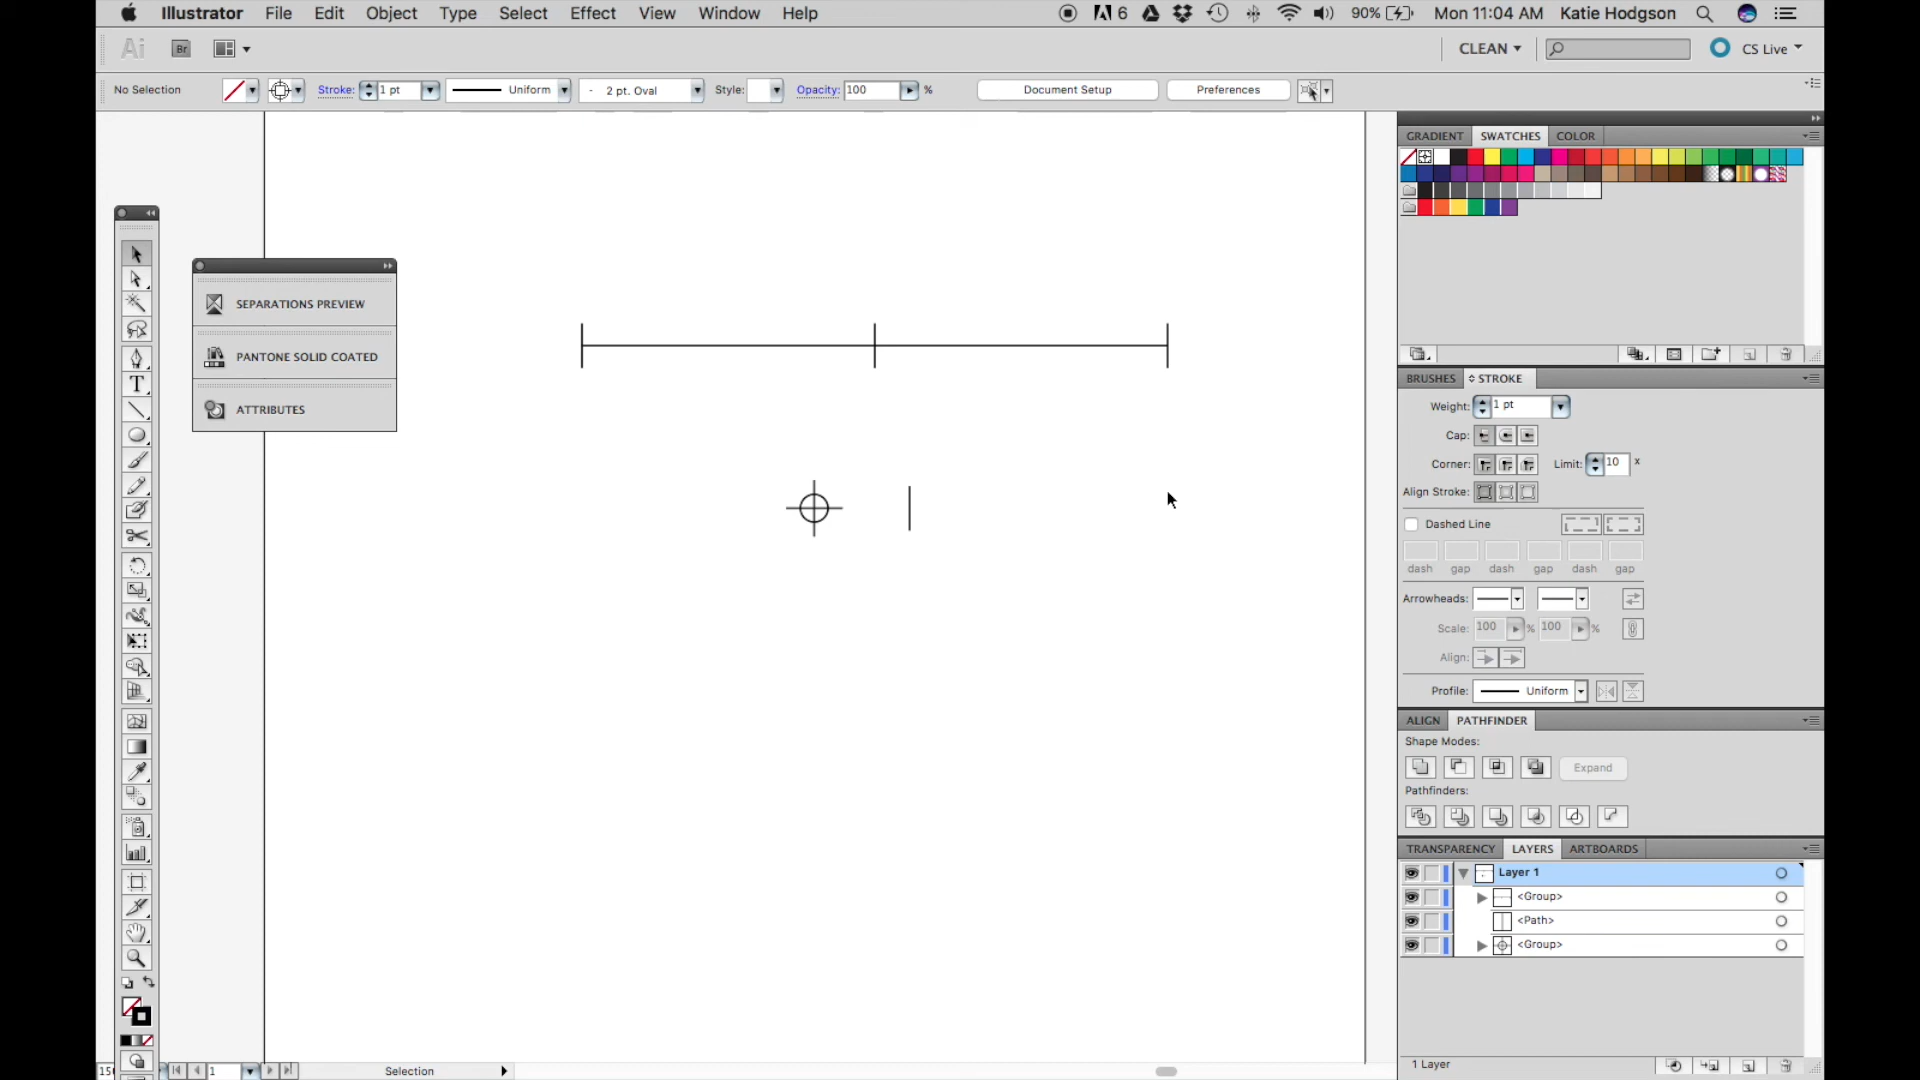 Illustrator File Edit Object Type Select Effect View Window Help 6 90% Mon 11:04 AM Katie Hodgson
Ai Br CLEAN CS Live
No Selection Stroke: 1 pt Uniform - 2 pt. Oval Style: Opacity: 100 % Document Setup Preferences
GRADIENT SWATCHES COLOR
SEPARATIONS PREVIEW
PANTONE SOLID COATED
ATTRIBUTES
T
BRUSHES STROKE
Weight: 1 pt
Cap:
Corner: Limit: 10 x
Align Stroke:
Dashed Line
dash gap dash gap dash gap
Arrowheads:
Scale: 100 % 100 %
Align:
Profile: Uniform
ALIGN PATHFINDER
Shape Modes:
Expand
Pathfinders:
TRANSPARENCY LAYERS ARTBOARDS
Layer 1
<Group>
<Path>
<Group>
1 Layer
1 Selection